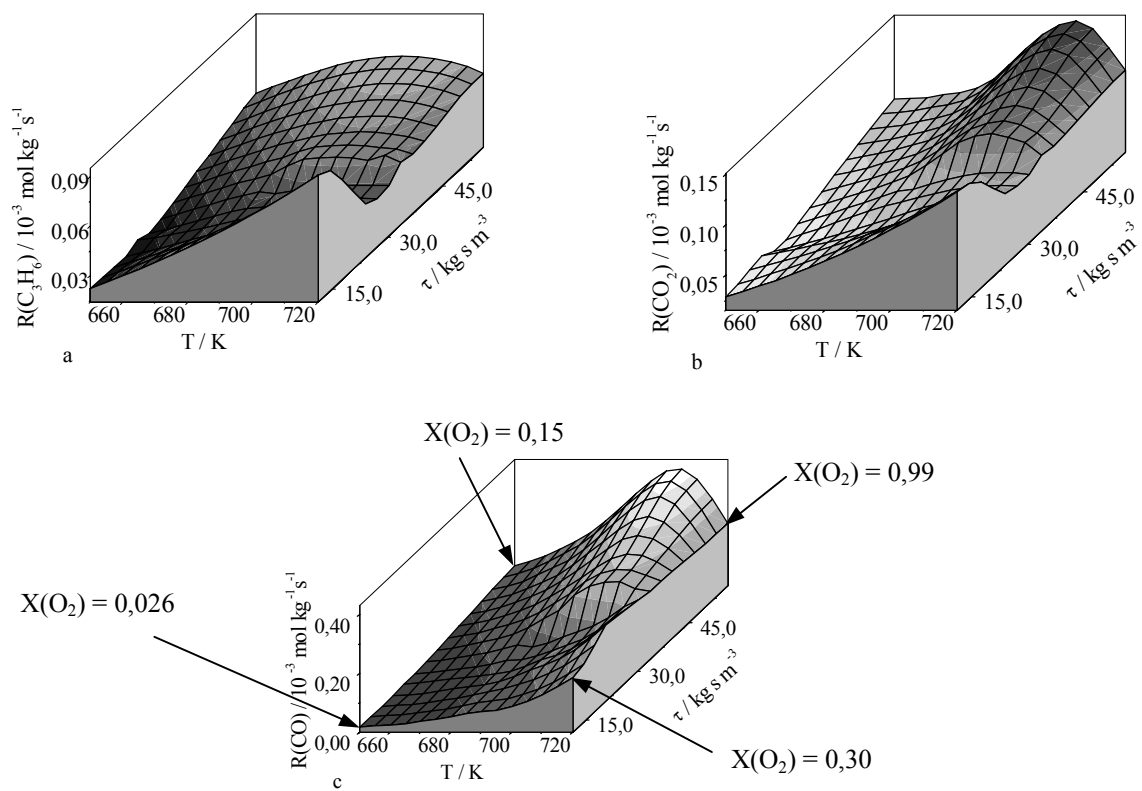 R(C₃H₆) / 10⁻³ mol kg⁻¹s⁻¹
0,09
0,06
0,03
660 680 700 720
T / K
15,0
30,0
45,0
τ / kg s m⁻³
a
R(CO₂) / 10⁻³ mol kg⁻¹s⁻¹
0,15
0,10
0,05
660 680 700 720
T / K
15,0
30,0
45,0
τ / kg s m⁻³
b
X(O₂) = 0,15
X(O₂) = 0,99
X(O₂) = 0,026
X(O₂) = 0,30
R(CO) / 10⁻³ mol kg⁻¹s⁻¹
0,40
0,20
0,00
660 680 700 720
T / K
15,0
30,0
45,0
τ / kg s m⁻³
c